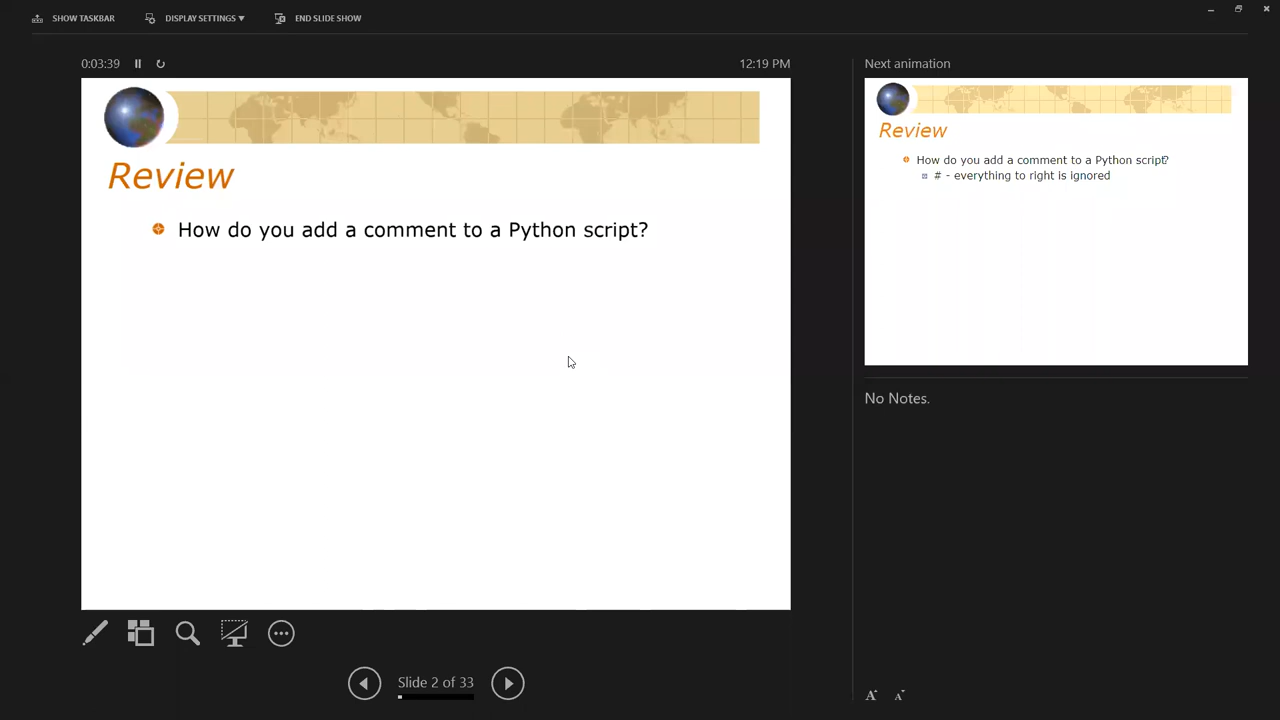 SHOW TASKBAR
DISPLAY SETTINGS
END SLIDE SHOW
0:03:39
12:19 PM
Review
How do you add a comment to a Python script?
Slide 2 of 33
Next animation
Review
How do you add a comment to a Python script?
# - everything to right is ignored
No Notes.
A A